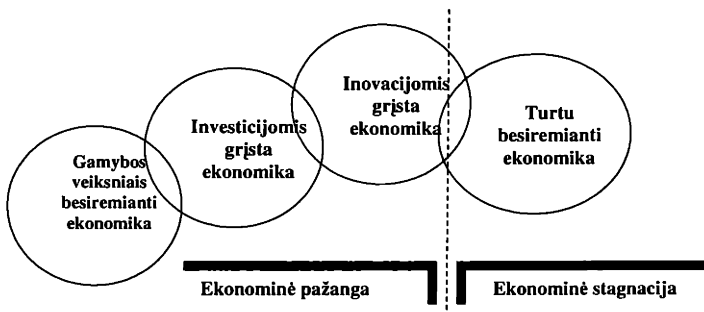 Gamybos
veiksniais
besiremianti
ekonomika
Investicijomis
grįsta
ekonomika
Inovacijomis
grįsta
ekonomika
Turtu
besiremianti
ekonomika
Ekonominė pažanga
Ekonominė stagnacija